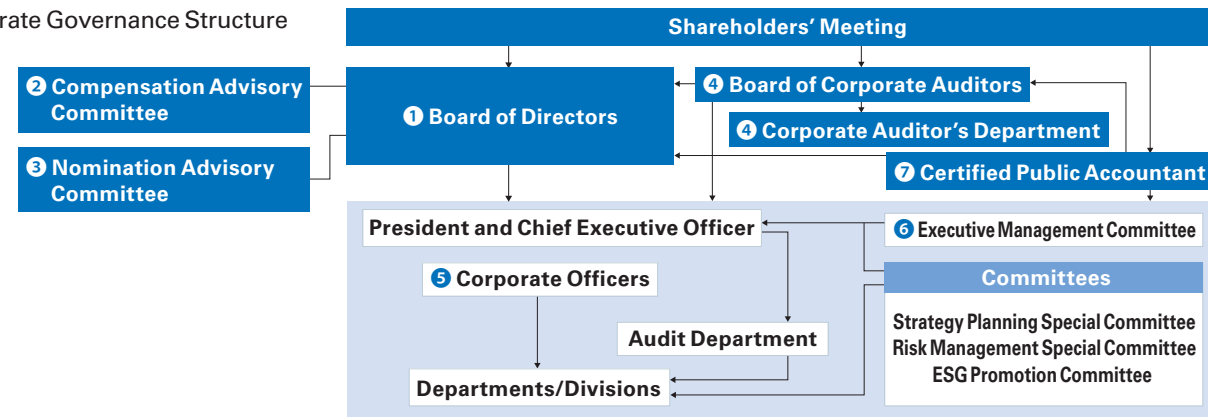 rate Governance Structure
Shareholders’ Meeting
❷ Compensation Advisory
Committee
❶ Board of Directors
❹ Board of Corporate Auditors
❹ Corporate Auditor’s Department
❸ Nomination Advisory
Committee
❼ Certified Public Accountant
President and Chief Executive Officer
❻ Executive Management Committee
❺ Corporate Officers
Committees
Strategy Planning Special Committee
Risk Management Special Committee
ESG Promotion Committee
Audit Department
Departments/Divisions